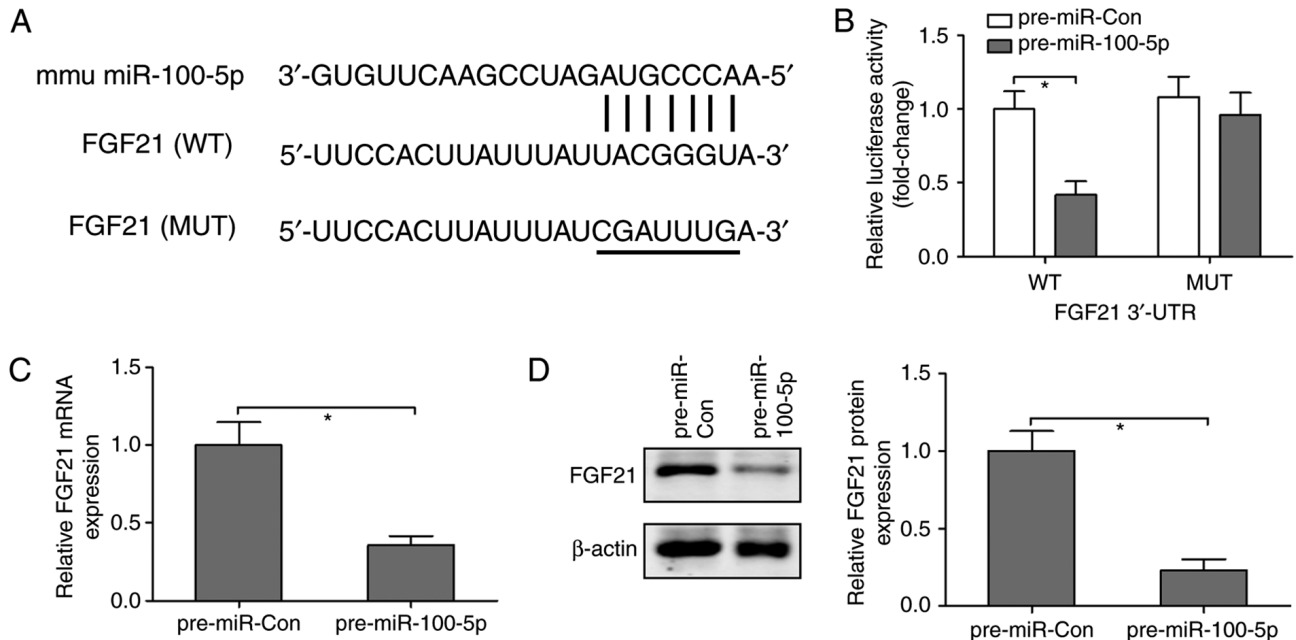 A
mmu miR-100-5p 3′-GUGUUCAAGCCUAGAUGCCCAA-5′
FGF21 (WT) 5′-UUCCACUUAUUUAUUACGGGUA-3′
FGF21 (MUT) 5′-UUCCACUUAUUUAUCGAUUUGA-3′
B
pre-miR-Con
pre-miR-100-5p
Relative luciferase activity
(fold-change)
1.5
1.0
0.5
0.0
*
WT MUT
FGF21 3′-UTR
C
Relative FGF21 mRNA
expression
1.5
1.0
0.5
0.0
*
pre-miR-Con pre-miR-100-5p
D
pre-miR-
Con
pre-miR-
100-5p
FGF21
β-actin
Relative FGF21 protein
expression
1.5
1.0
0.5
0.0
*
pre-miR-Con pre-miR-100-5p